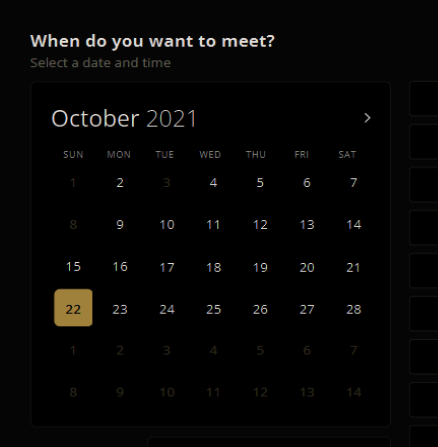 When do you want to meet?
Select a date and time
October 2021
SUN MON TUE WED THU FRI SAT
1 2 3 4 5 6 7
8 9 10 11 12 13 14
15 16 17 18 19 20 21
22 23 24 25 26 27 28
1 2 3 4 5 6 7
8 9 10 11 12 13 14